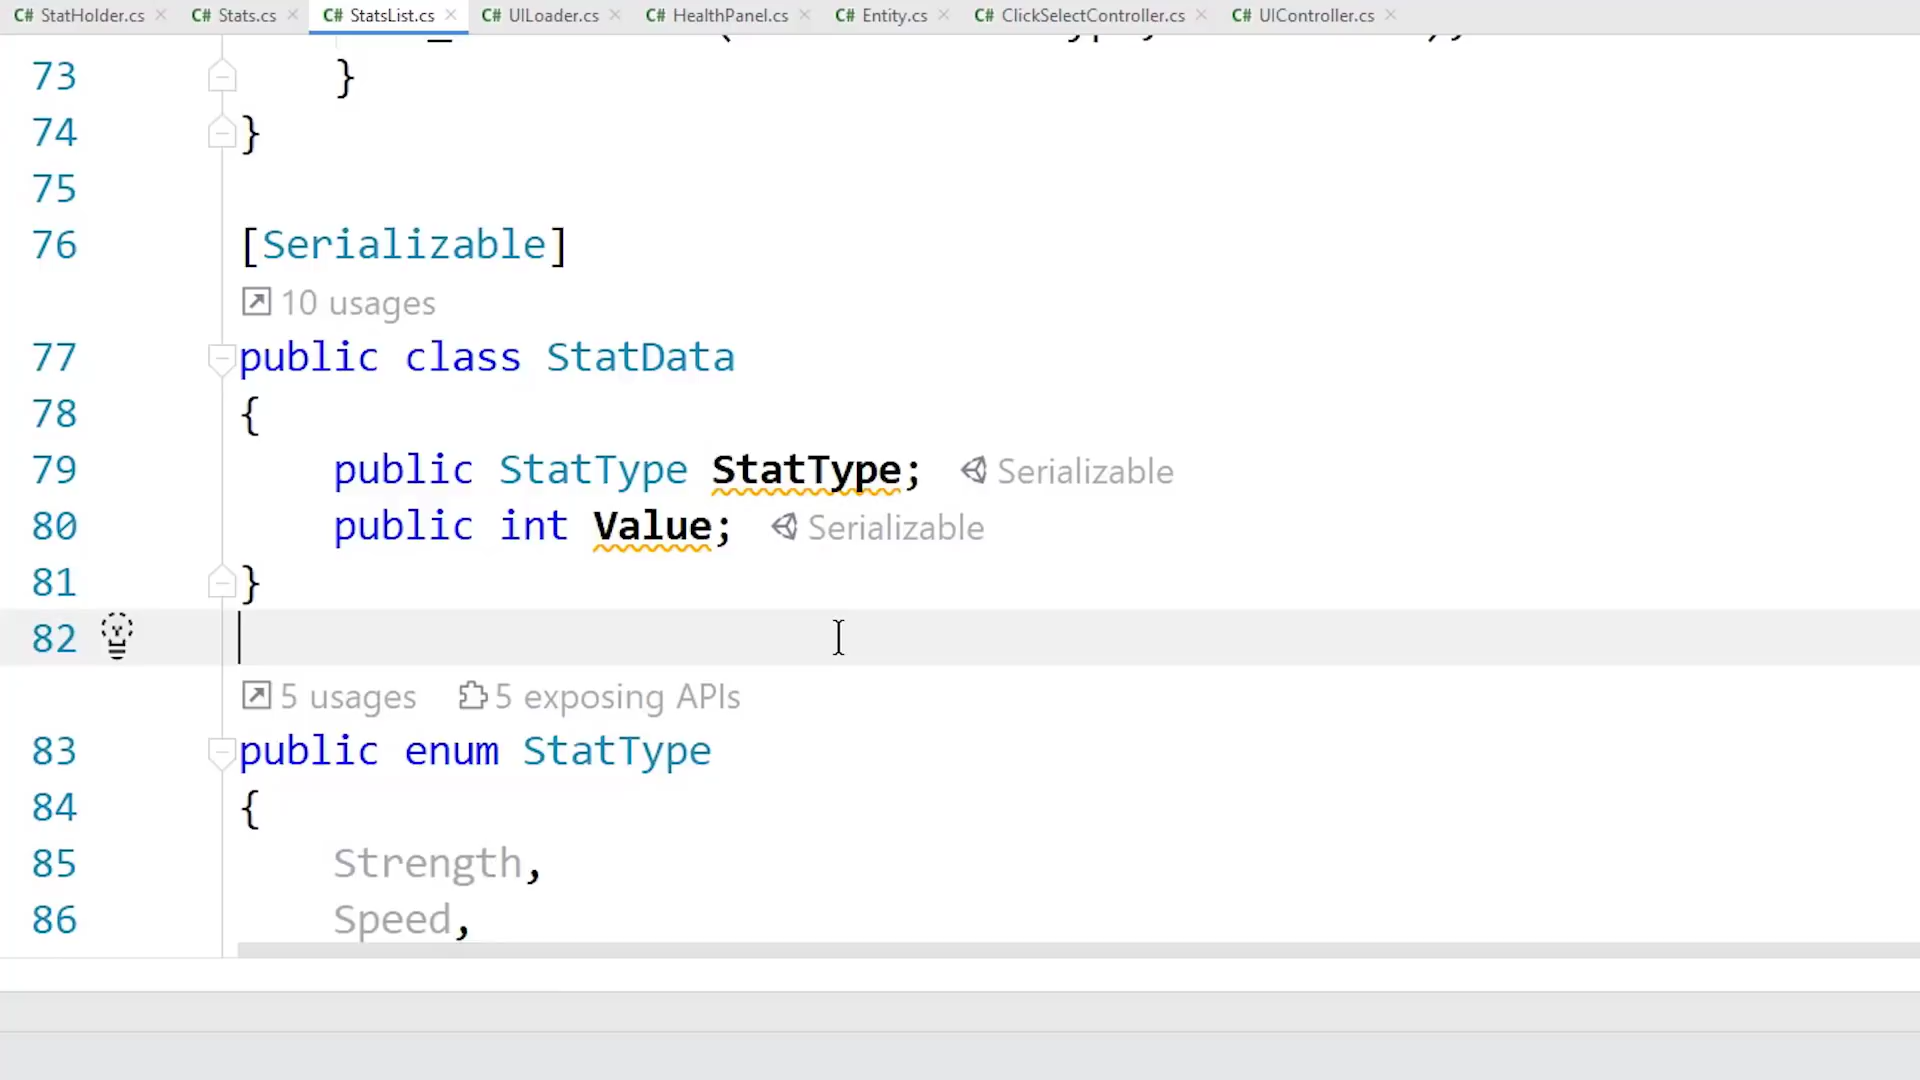 C# StatHolder.cs C# Stats.cs C# StatsList.cs C# UILoader.cs C# HealthPanel.cs C# Entity.cs C# ClickSelectController.cs C# UIController.cs
73 }
74 }
75
76 [Serializable]
10 usages
77 public class StatData
78 {
79 public StatType StatType; Serializable
80 public int Value; Serializable
81 }
82
5 usages 5 exposing APIs
83 public enum StatType
84 {
85 Strength,
86 Speed,